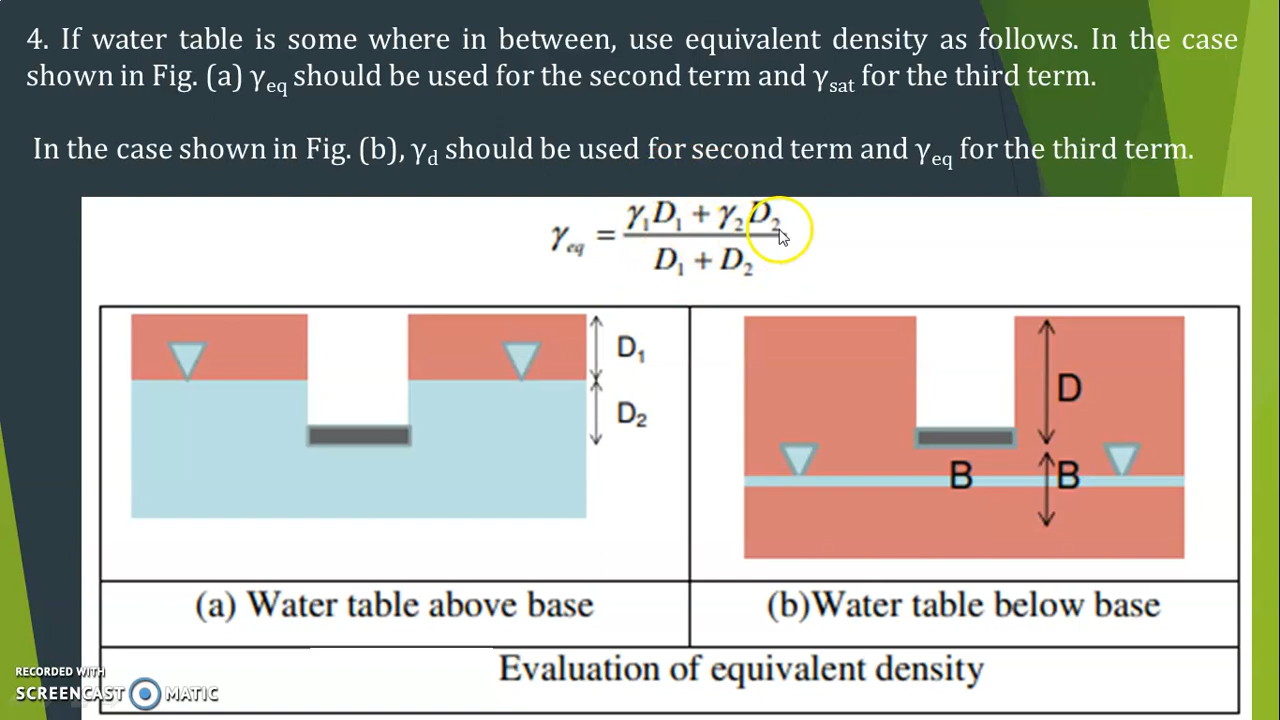 4. If water table is some where in between, use equivalent density as follows. In the case
shown in Fig. (a) γeq should be used for the second term and γsat for the third term.
In the case shown in Fig. (b), γd should be used for second term and γeq for the third term.
γeq = (γ1D1 + γ2D2) / (D1 + D2)
D1
D2
D
B
B
(a) Water table above base
(b)Water table below base
Evaluation of equivalent density
RECORDED WITH
SCREENCAST MATIC